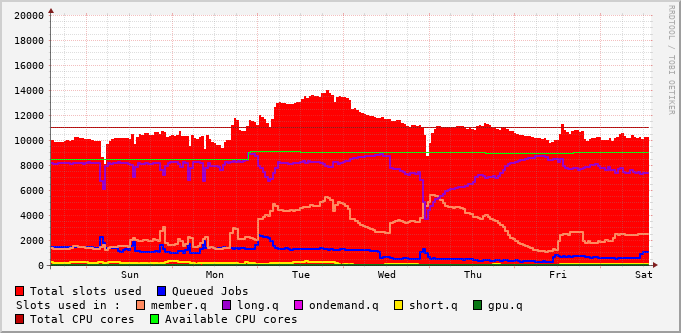 20000
18000
16000
14000
12000
10000
8000
6000
4000
2000
0
Sun Mon Tue Wed Thu Fri Sat
RRDTOOL / TOBI OETIKER
Total slots used Queued Jobs
Slots used in : member.q long.q ondemand.q short.q gpu.q
Total CPU cores Available CPU cores